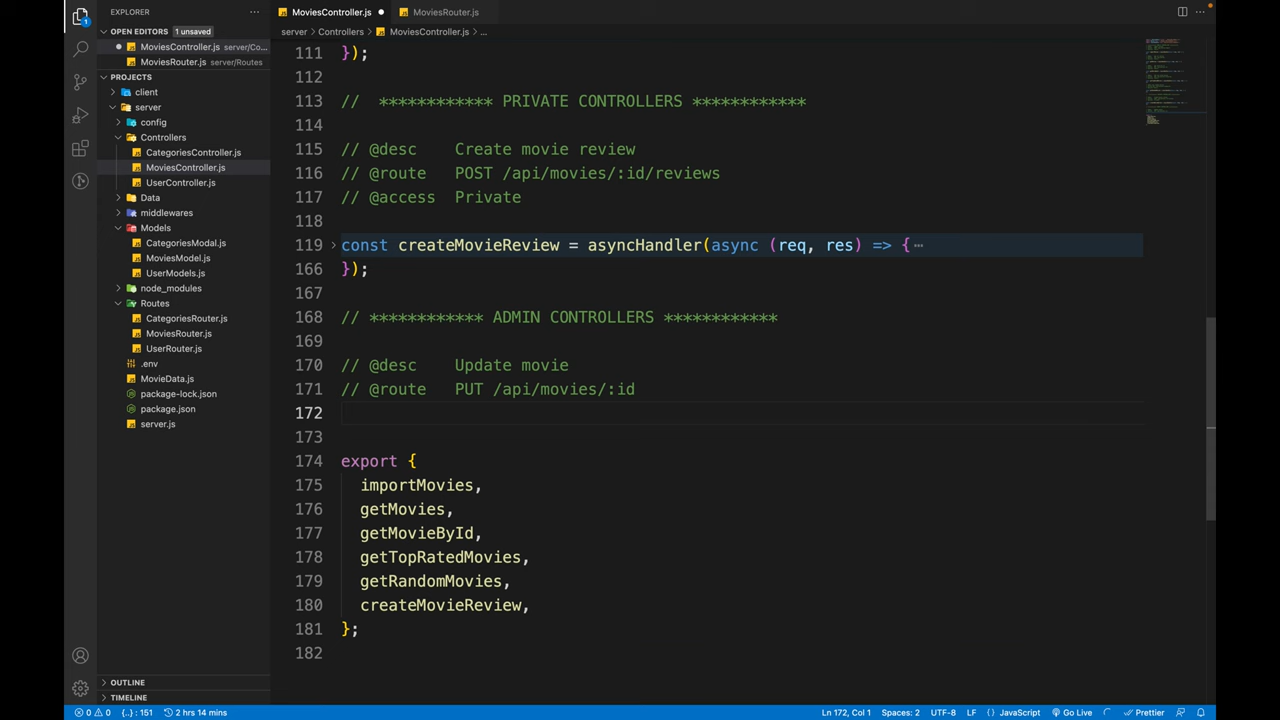 EXPLORER
OPEN EDITORS 1 unsaved
MoviesController.js server/Co...
MoviesRouter.js server/Routes
PROJECTS
client
server
config
Controllers
CategoriesController.js
MoviesController.js
UserController.js
Data
middlewares
Models
CategoriesModal.js
MoviesModel.js
UserModels.js
node_modules
Routes
CategoriesRouter.js
MoviesRouter.js
UserRouter.js
.env
MovieData.js
package-lock.json
package.json
server.js
OUTLINE
TIMELINE
1
MoviesController.js MoviesRouter.js
server › Controllers › MoviesController.js › ...
111 });
112
113 // ************ PRIVATE CONTROLLERS ************
114
115 // @desc Create movie review
116 // @route POST /api/movies/:id/reviews
117 // @access Private
118
119 const createMovieReview = asyncHandler(async (req, res) => { ⋯
166 });
167
168 // ************ ADMIN CONTROLLERS ************
169
170 // @desc Update movie
171 // @route PUT /api/movies/:id
172
173
174 export {
175 importMovies,
176 getMovies,
177 getMovieById,
178 getTopRatedMovies,
179 getRandomMovies,
180 createMovieReview,
181 };
182
0 0 {..} : 151 2 hrs 14 mins Ln 172, Col 1 Spaces: 2 UTF-8 LF {} JavaScript Go Live Prettier